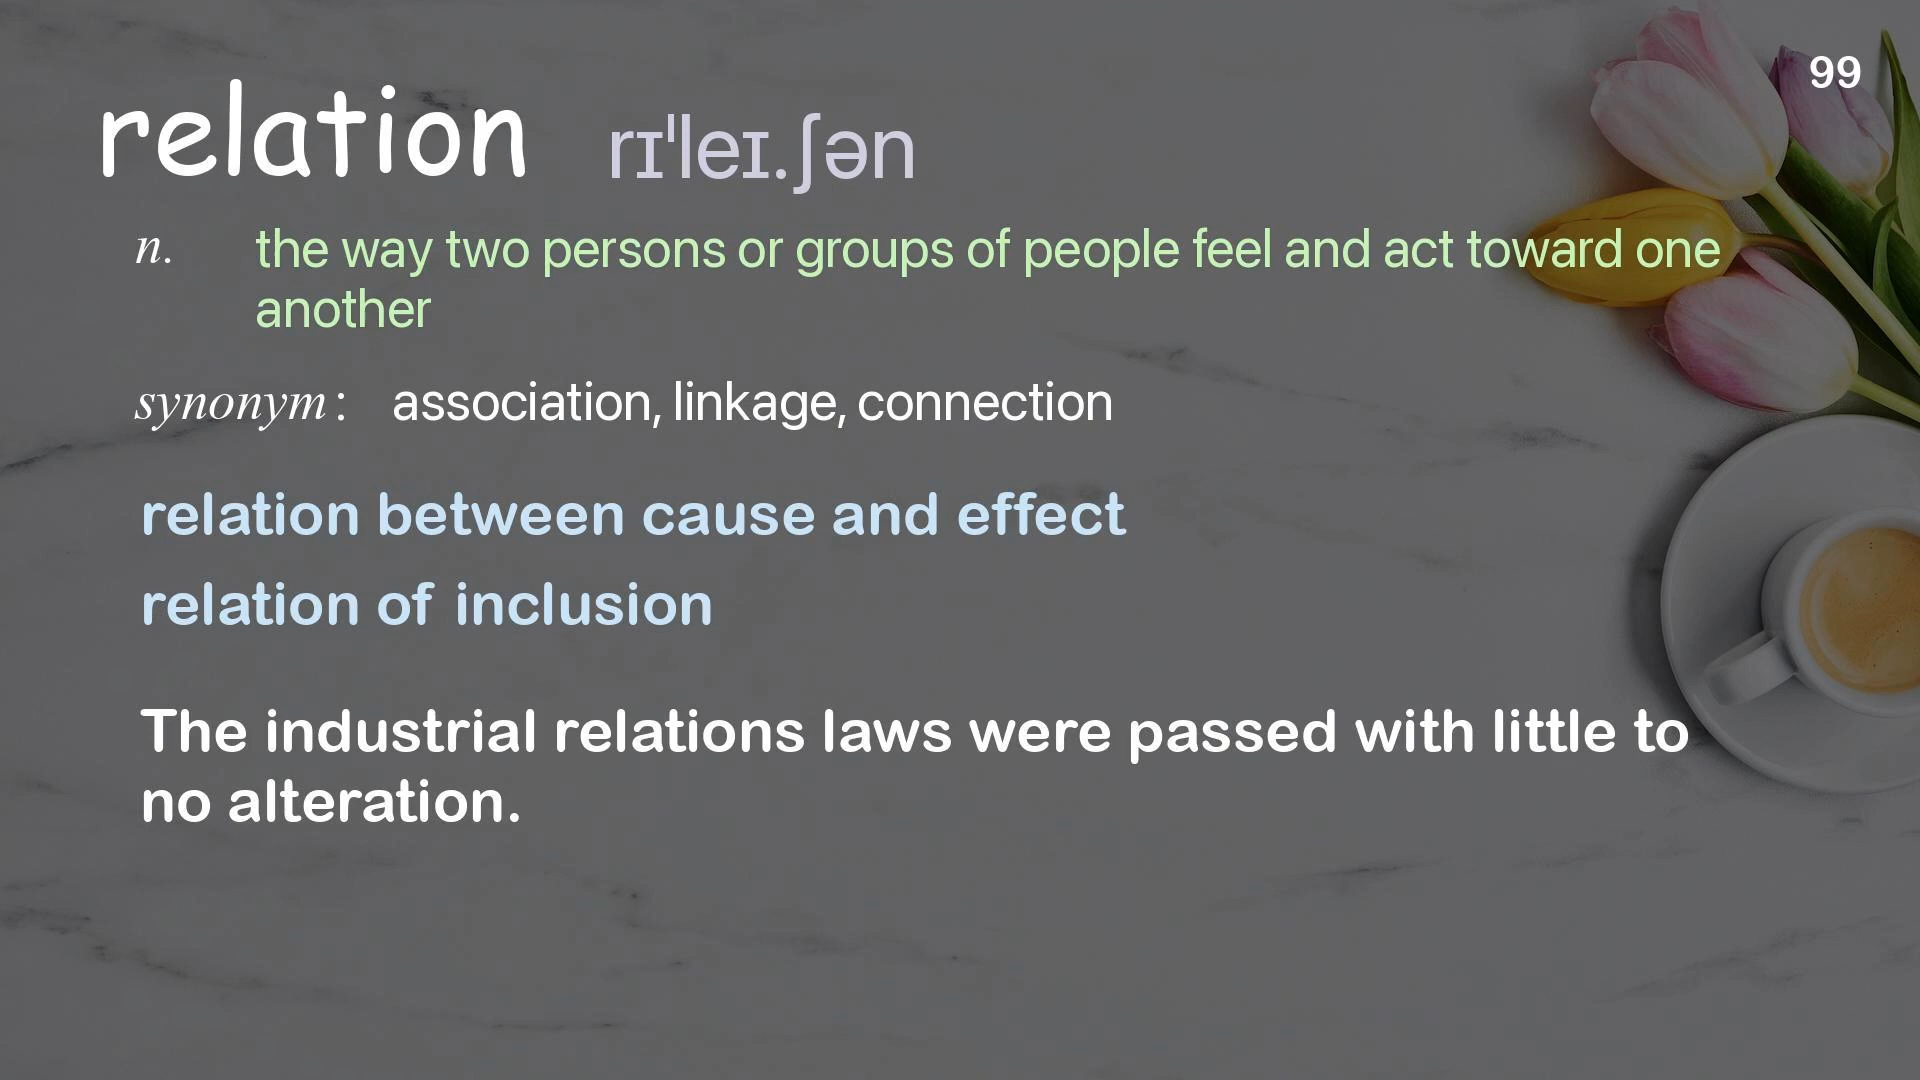 99
relation rɪˈleɪ.ʃən
n. the way two persons or groups of people feel and act toward one
another
synonym: association, linkage, connection
relation between cause and effect
relation of inclusion
The industrial relations laws were passed with little to
no alteration.